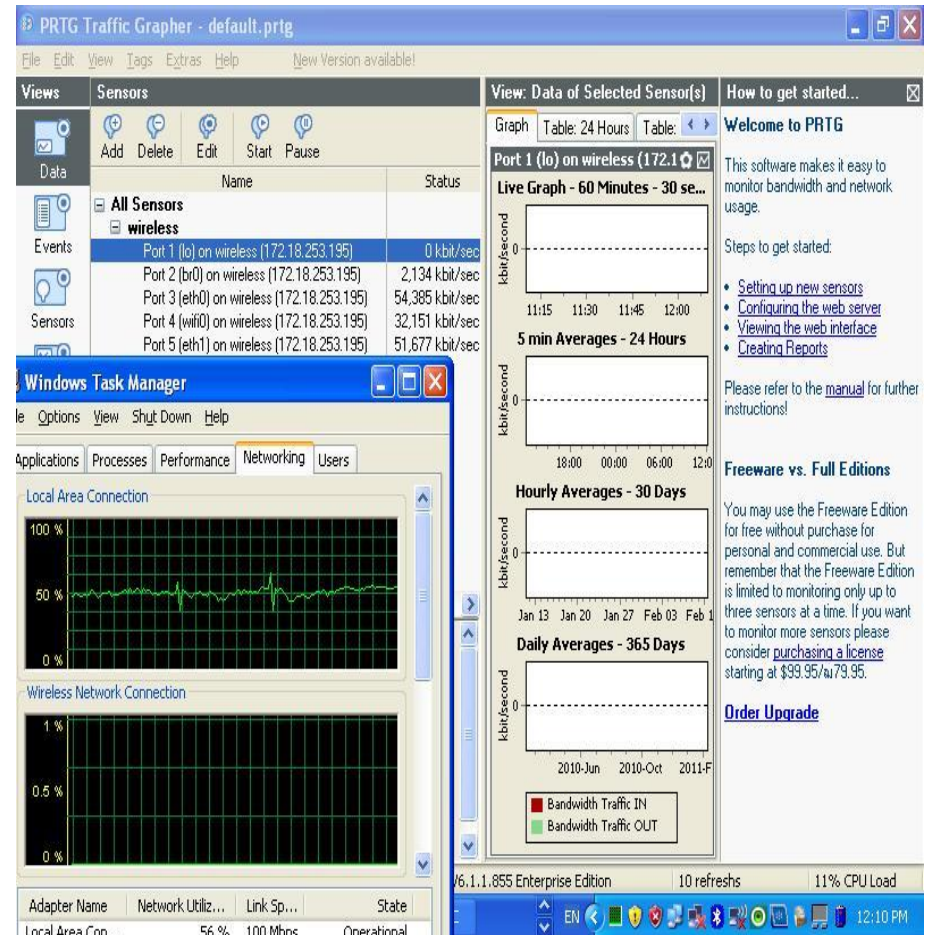 PRTG Traffic Grapher - default.prtg
File Edit View Tags Extras Help New Version available!
Views
Data
Events
Sensors
Sensors
Add Delete Edit Start Pause
Name Status
All Sensors
wireless
Port 1 (lo) on wireless (172.18.253.195) 0 kbit/sec
Port 2 (br0) on wireless (172.18.253.195) 2,134 kbit/sec
Port 3 (eth0) on wireless (172.18.253.195) 54,385 kbit/sec
Port 4 (wifi0) on wireless (172.18.253.195) 32,151 kbit/sec
Port 5 (eth1) on wireless (172.18.253.195) 51,677 kbit/sec
View: Data of Selected Sensor(s)
Graph Table: 24 Hours Table:
Port 1 (lo) on wireless (172.1
Live Graph - 60 Minutes - 30 se...
kbit/second
0
11:15 11:30 11:45 12:00
5 min Averages - 24 Hours
kbit/second
0
18:00 00:00 06:00 12:0
Hourly Averages - 30 Days
kbit/second
0
Jan 13 Jan 20 Jan 27 Feb 03 Feb 1
Daily Averages - 365 Days
kbit/second
0
2010-Jun 2010-Oct 2011-F
Bandwidth Traffic IN
Bandwidth Traffic OUT
How to get started...
Welcome to PRTG
This software makes it easy to
monitor bandwidth and network
usage.
Steps to get started:
• Setting up new sensors
• Configuring the web server
• Viewing the web interface
• Creating Reports
Please refer to the manual for further
instructions!
Freeware vs. Full Editions
You may use the Freeware Edition
for free without purchase for
personal and commercial use. But
remember that the Freeware Edition
is limited to monitoring only up to
three sensors at a time. If you want
to monitor more sensors please
consider purchasing a license
starting at $99.95/₪79.95.
Order Upgrade
Windows Task Manager
le Options View Shut Down Help
Applications Processes Performance Networking Users
Local Area Connection
100 %
50 %
0 %
Wireless Network Connection
1 %
0.5 %
0 %
Adapter Name Network Utiliz... Link Sp... State
Local Area Con... 56 % 100 Mbps Operational
V6.1.1.855 Enterprise Edition 10 refreshs 11% CPU Load
EN 12:10 PM